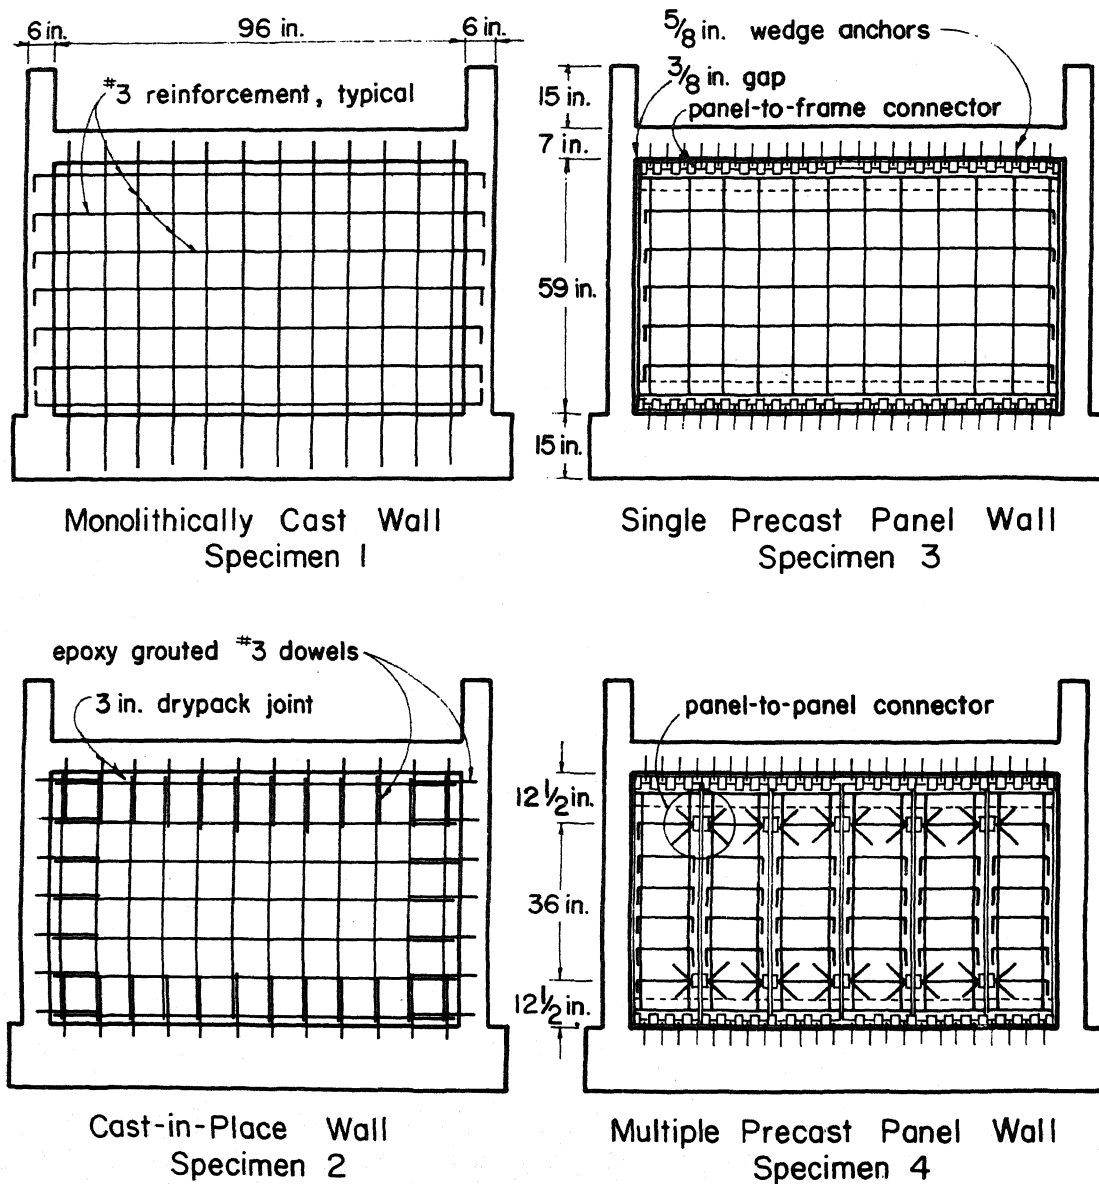 6 in.
96 in.
6 in.
#3 reinforcement, typical
Monolithically Cast Wall
Specimen 1
5/8 in. wedge anchors
3/8 in. gap
panel-to-frame connector
15 in.
7 in.
59 in.
15 in.
Single Precast Panel Wall
Specimen 3
epoxy grouted #3 dowels
3 in. drypack joint
Cast-in-Place Wall
Specimen 2
panel-to-panel connector
12 1/2 in.
36 in.
12 1/2 in.
Multiple Precast Panel Wall
Specimen 4